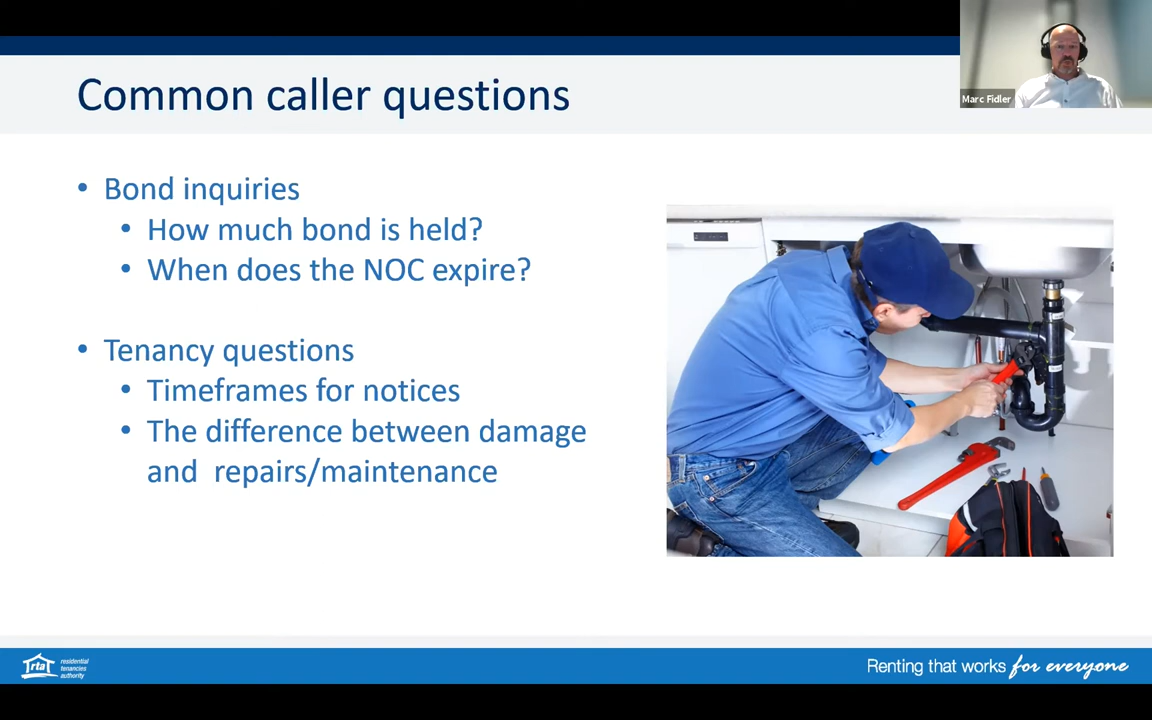 Common caller questions
Marc Fidler
• Bond inquiries
• How much bond is held?
• When does the NOC expire?
• Tenancy questions
• Timeframes for notices
• The difference between damage
and repairs/maintenance
rta
residential
tenancies
authority
Renting that works for everyone